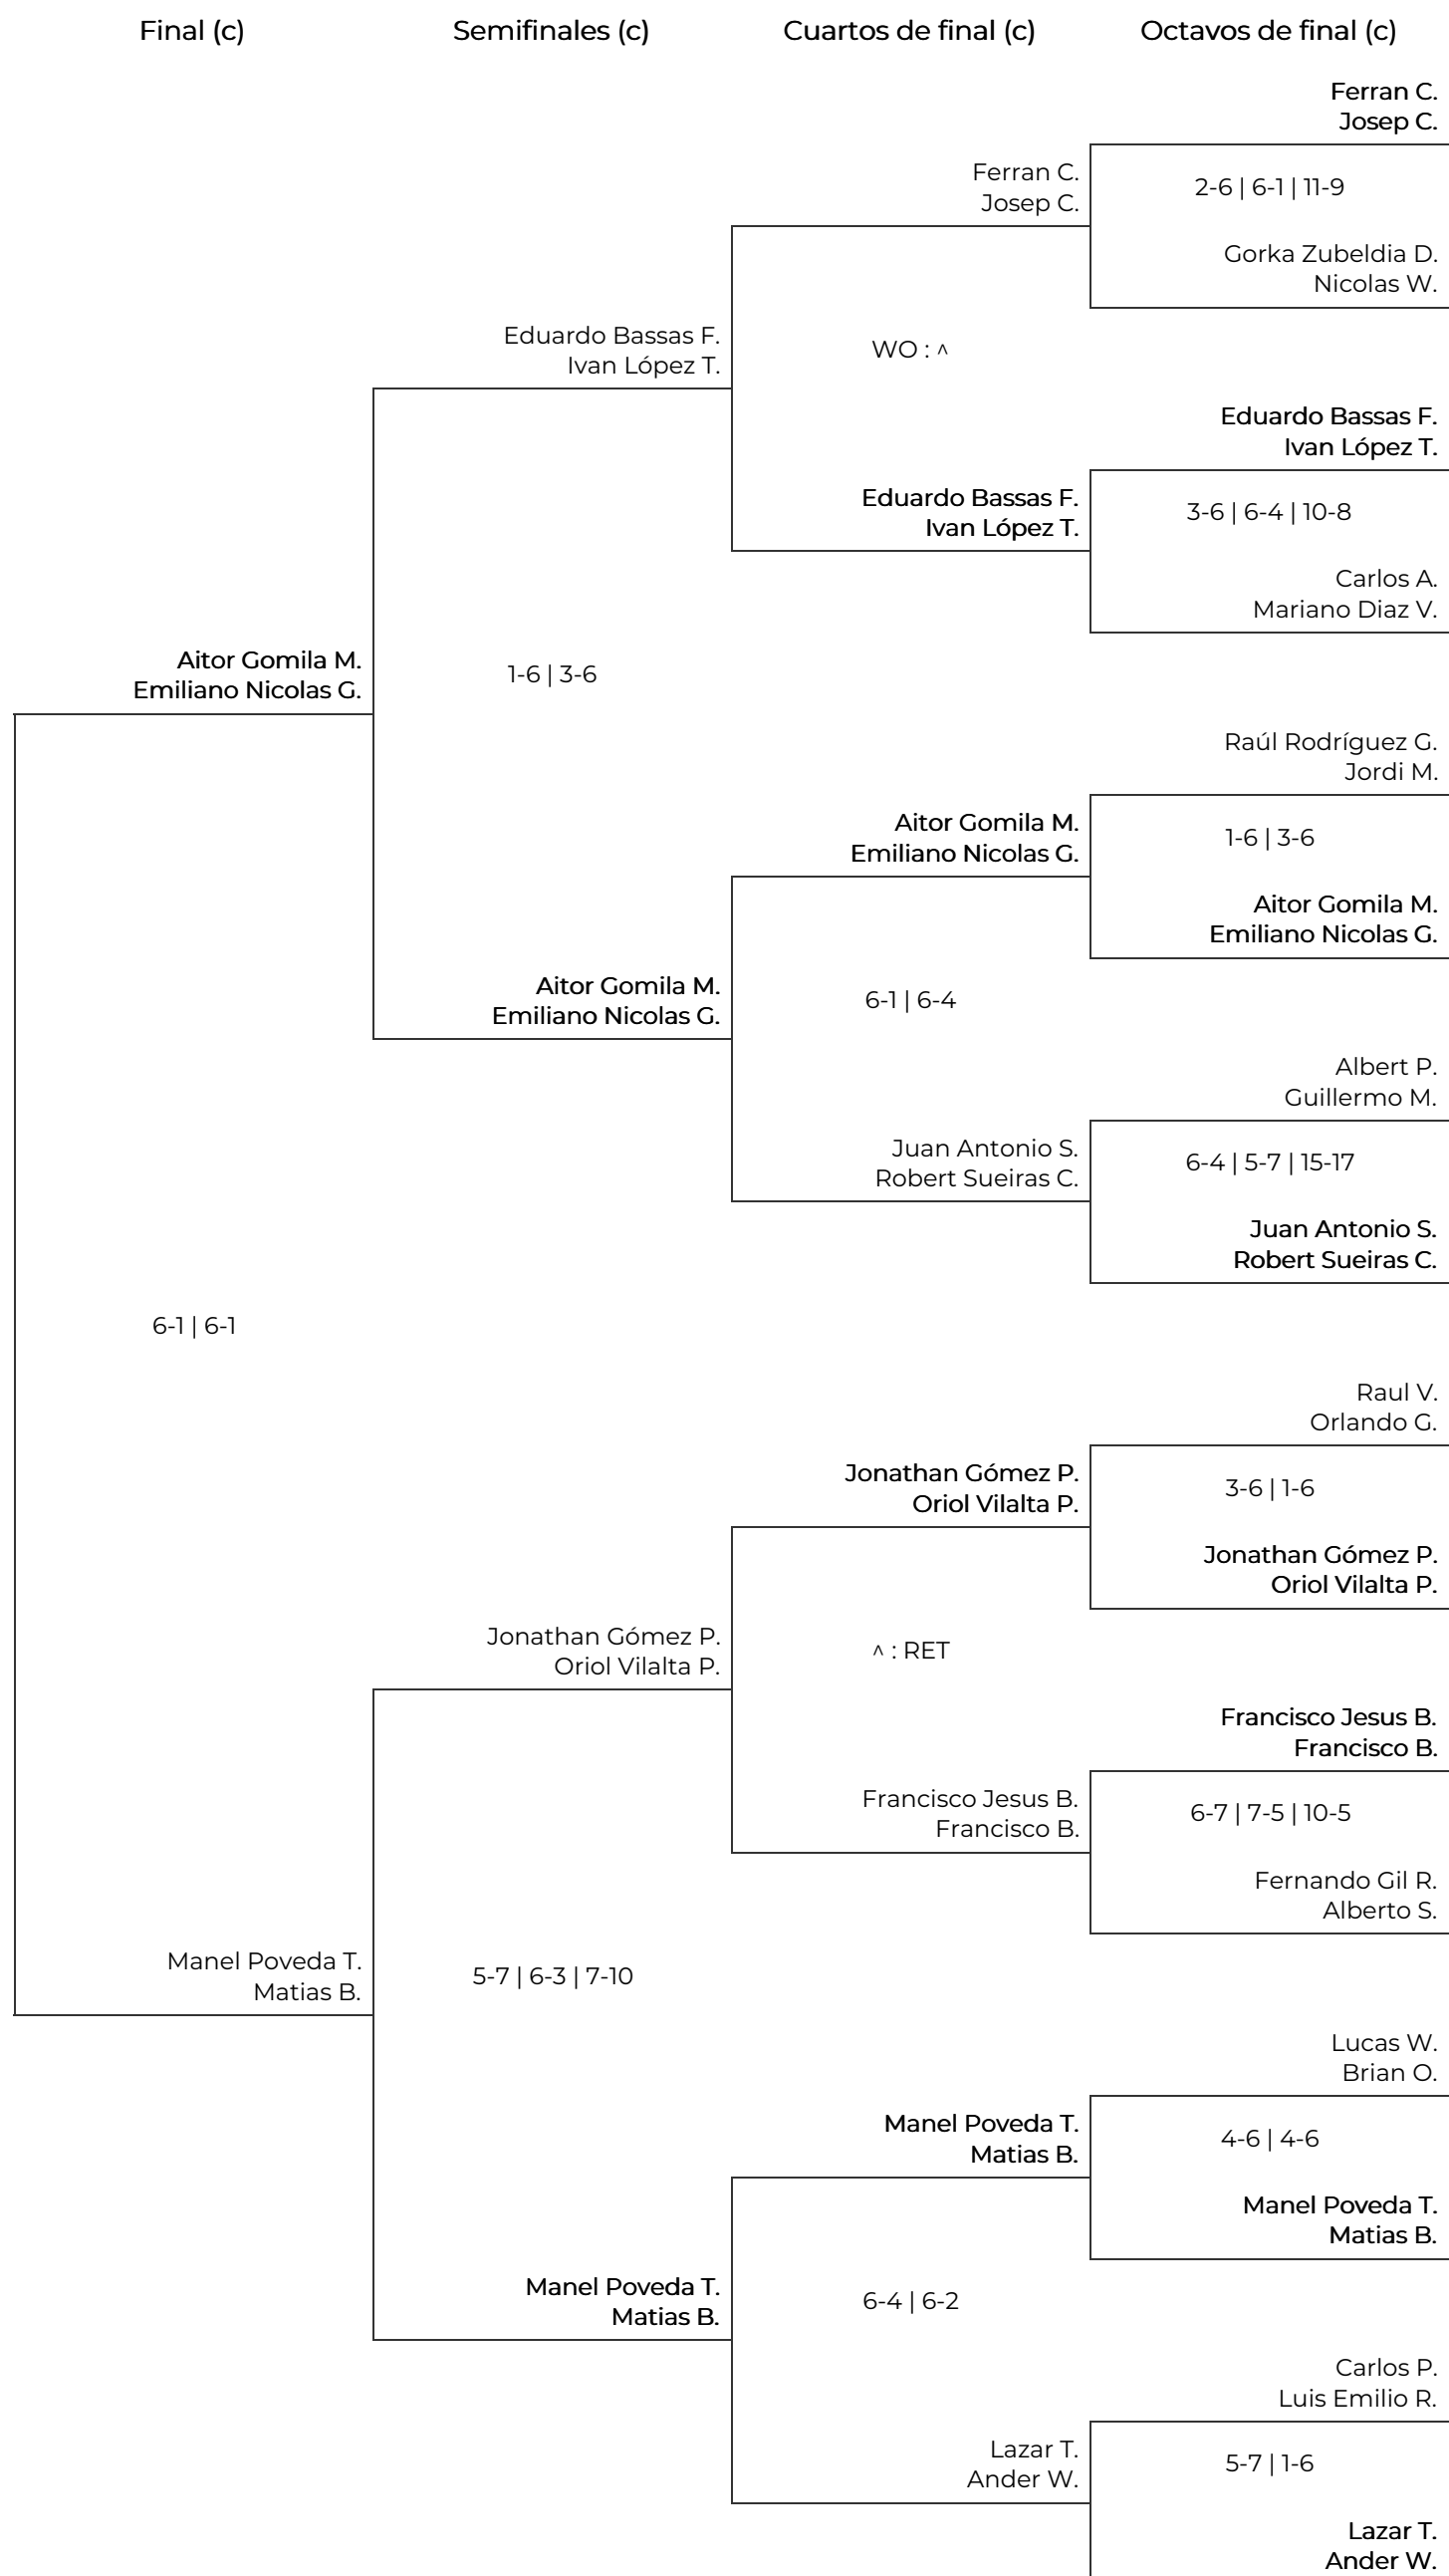 Final (c)
Semifinales (c)
Cuartos de final (c)
Octavos de final (c)
Ferran C.
Josep C.
Ferran C.
Josep C.
2-6 | 6-1 | 11-9
Gorka Zubeldia D.
Nicolas W.
Eduardo Bassas F.
Ivan López T.
WO : ^
Eduardo Bassas F.
Ivan López T.
Eduardo Bassas F.
Ivan López T.
3-6 | 6-4 | 10-8
Carlos A.
Mariano Diaz V.
Aitor Gomila M.
Emiliano Nicolas G.
1-6 | 3-6
Raúl Rodríguez G.
Jordi M.
Aitor Gomila M.
Emiliano Nicolas G.
1-6 | 3-6
Aitor Gomila M.
Emiliano Nicolas G.
Aitor Gomila M.
Emiliano Nicolas G.
6-1 | 6-4
Albert P.
Guillermo M.
Juan Antonio S.
Robert Sueiras C.
6-4 | 5-7 | 15-17
Juan Antonio S.
Robert Sueiras C.
6-1 | 6-1
Raul V.
Orlando G.
Jonathan Gómez P.
Oriol Vilalta P.
3-6 | 1-6
Jonathan Gómez P.
Oriol Vilalta P.
Jonathan Gómez P.
Oriol Vilalta P.
^ : RET
Francisco Jesus B.
Francisco B.
Francisco Jesus B.
Francisco B.
6-7 | 7-5 | 10-5
Fernando Gil R.
Alberto S.
Manel Poveda T.
Matias B.
5-7 | 6-3 | 7-10
Lucas W.
Brian O.
Manel Poveda T.
Matias B.
4-6 | 4-6
Manel Poveda T.
Matias B.
Manel Poveda T.
Matias B.
6-4 | 6-2
Carlos P.
Luis Emilio R.
Lazar T.
Ander W.
5-7 | 1-6
Lazar T.
Ander W.